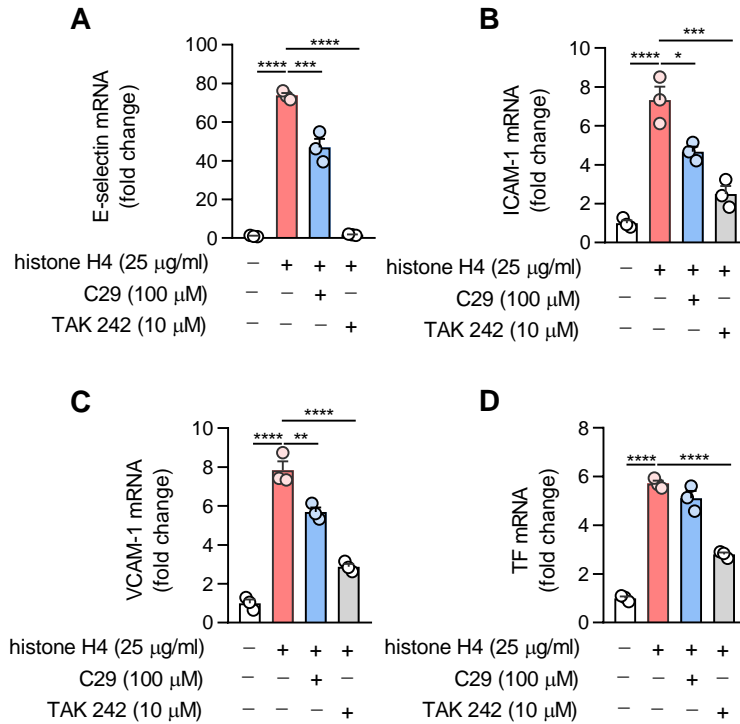 A
E-selectin mRNA
(fold change)
100
80
60
40
20
0
****
**** ***
histone H4 (25 μg/ml) – + + +
C29 (100 μM) – – + –
TAK 242 (10 μM) – – – +
B
ICAM-1 mRNA
(fold change)
10
8
6
4
2
0
***
**** *
histone H4 (25 μg/ml) – + + +
C29 (100 μM) – – + –
TAK 242 (10 μM) – – – +
C
VCAM-1 mRNA
(fold change)
10
8
6
4
2
0
****
**** **
histone H4 (25 μg/ml) – + + +
C29 (100 μM) – – + –
TAK 242 (10 μM) – – – +
D
TF mRNA
(fold change)
8
6
4
2
0
**** ****
histone H4 (25 μg/ml) – + + +
C29 (100 μM) – – + –
TAK 242 (10 μM) – – – +